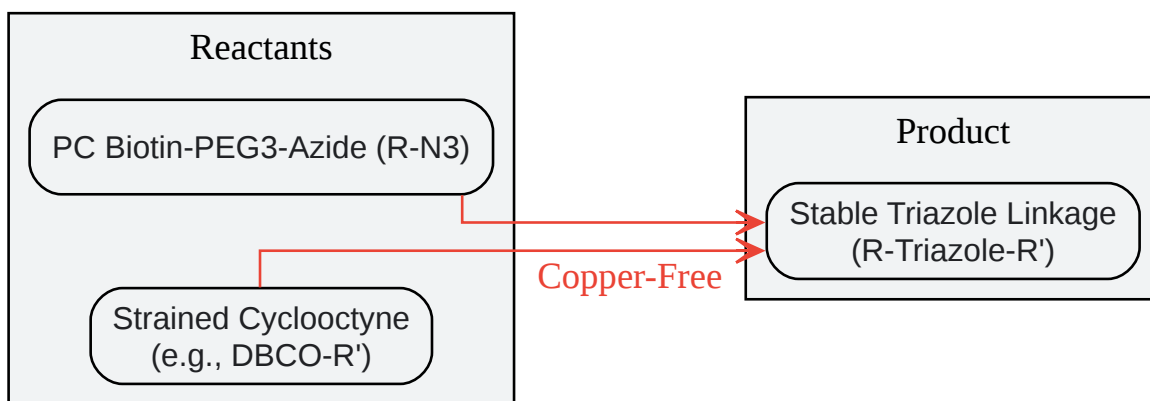 Reactants
PC Biotin-PEG3-Azide (R-N3)
Strained Cyclooctyne
(e.g., DBCO-R')
Copper-Free
Product
Stable Triazole Linkage
(R-Triazole-R')